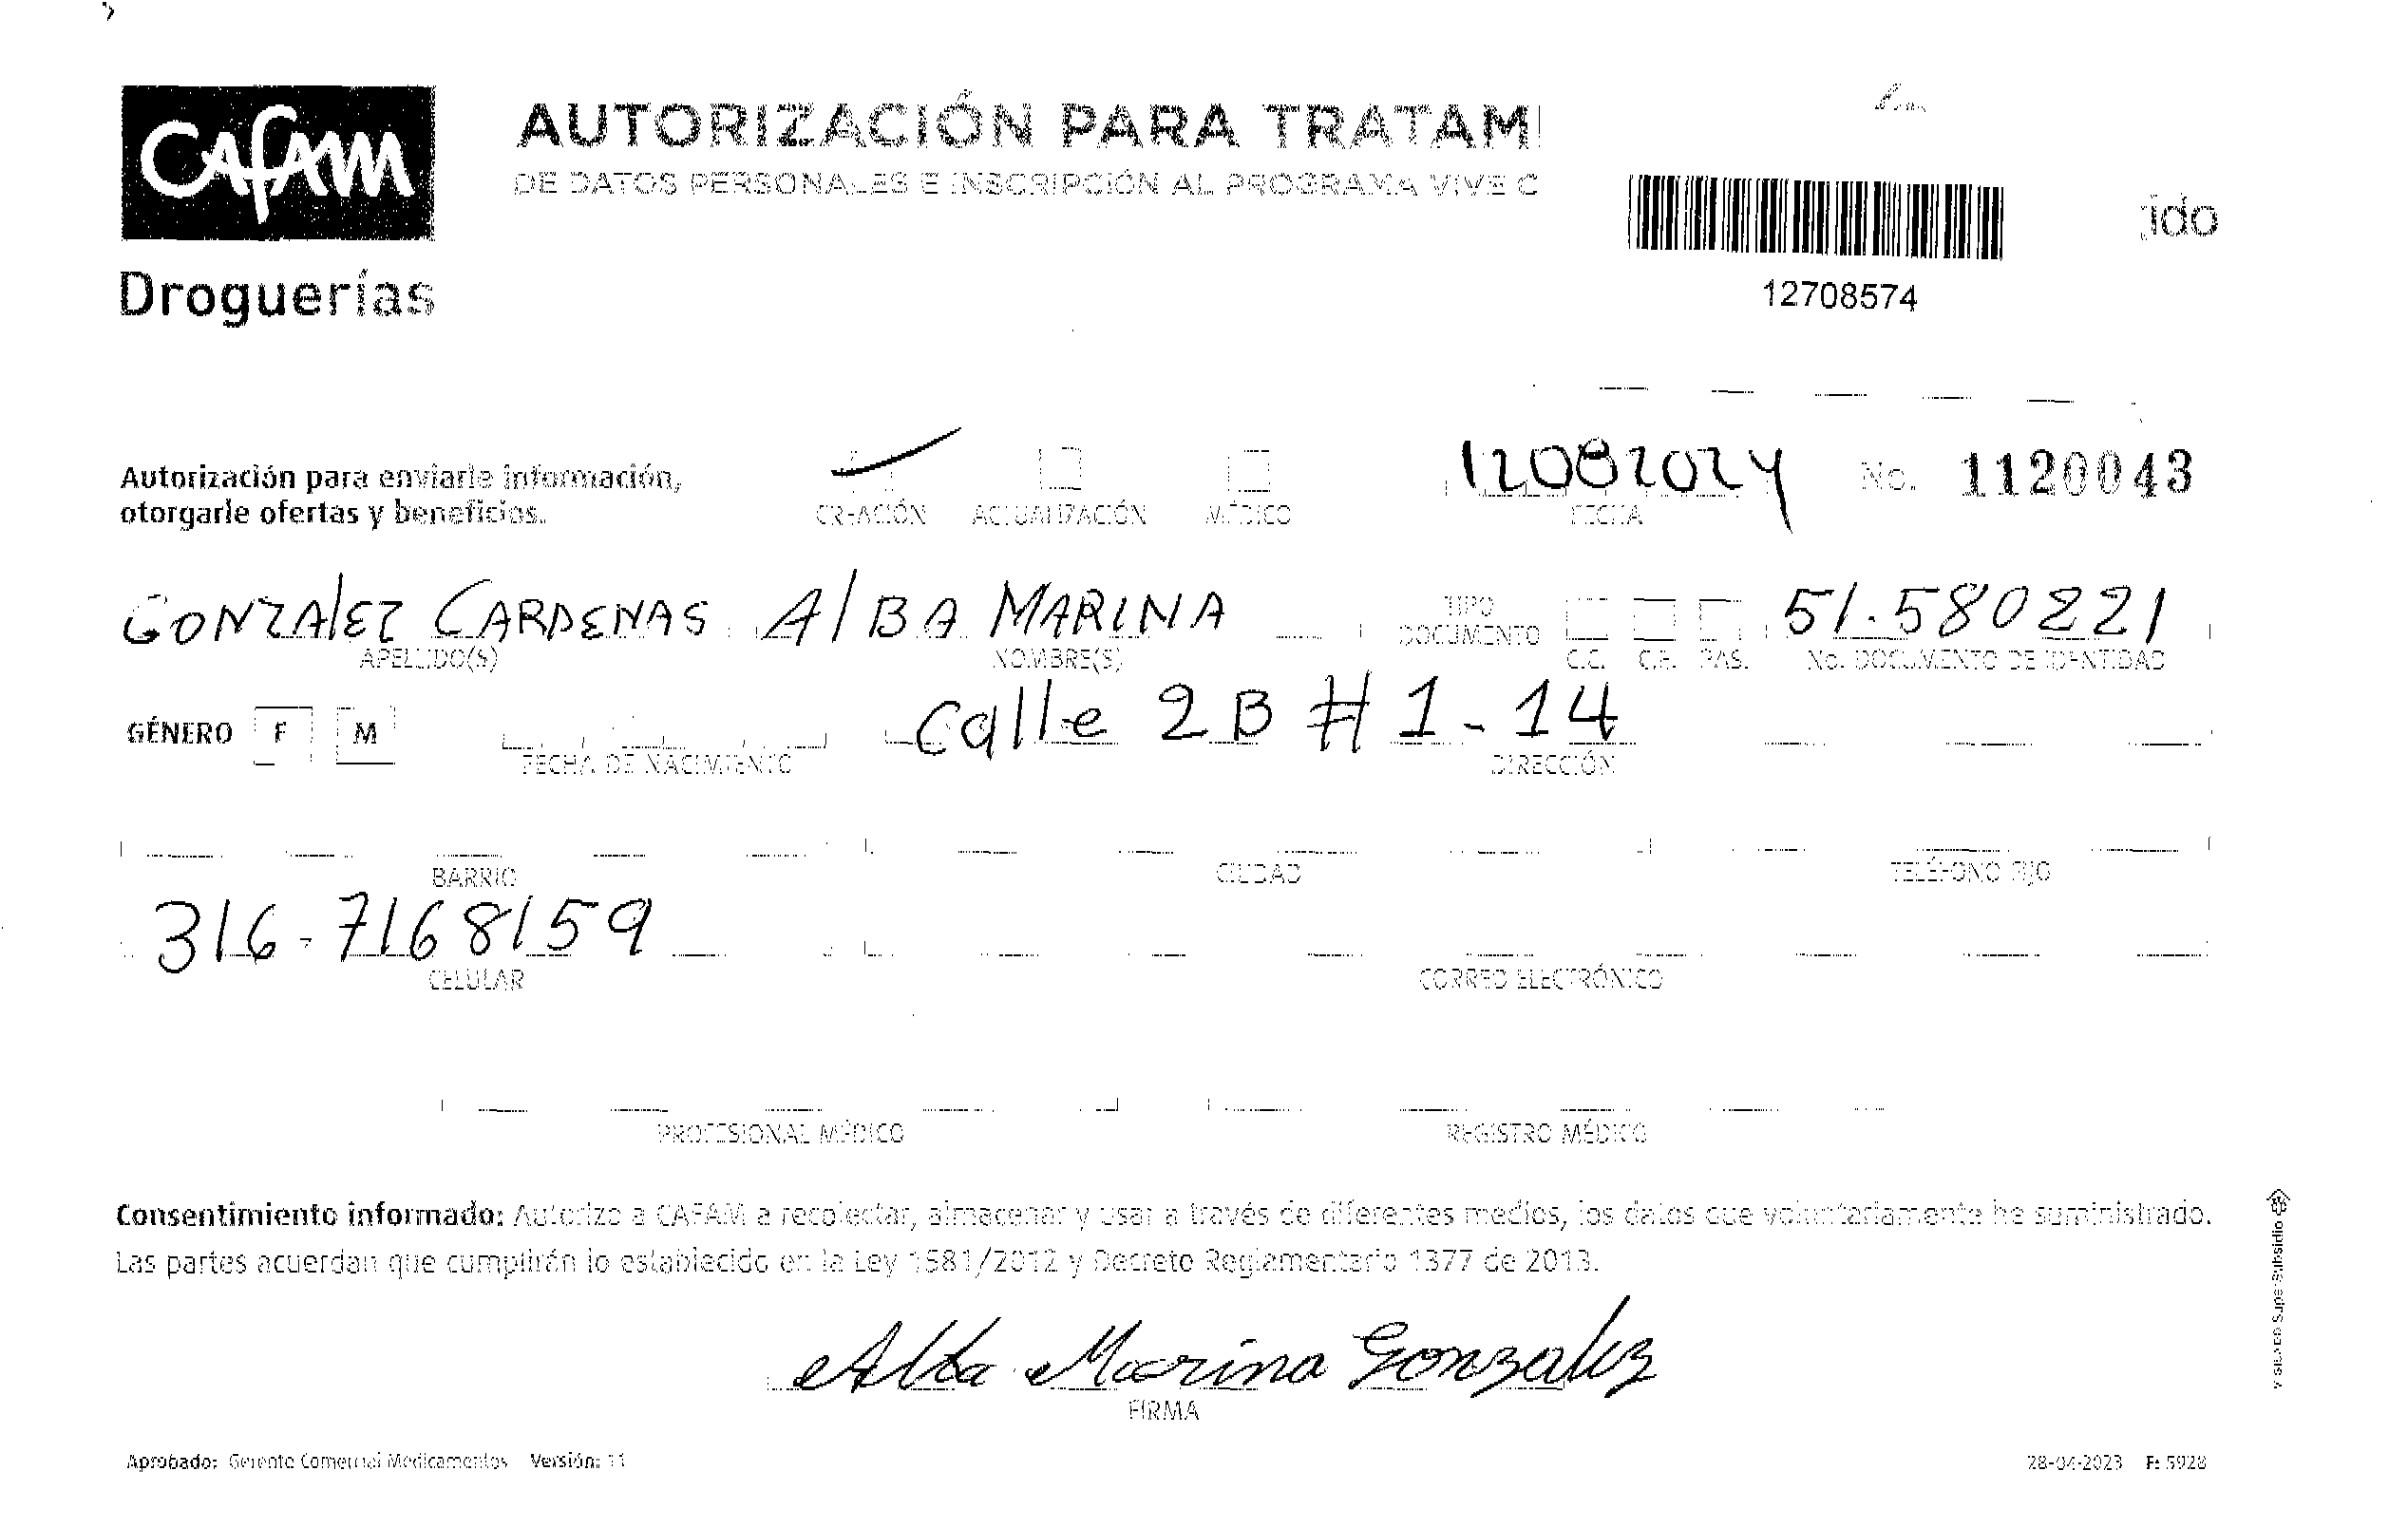 CAFAM
Droguerías
AUTORIZACIÓN PARA TRATAMI
DE DATOS PERSONALES E INSCRIPCIÓN AL PROGRAMA VIVE C
ido
12708574
Autorización para enviarle información,
otorgarle ofertas y beneficios.
CREACIÓN ACTUALIZACIÓN MÉDICO
12082024
FECHA
No. 1120043
GONZALEZ CARDENAS ALBA MARINA
APELLIDO(S) NOMBRE(S)
TIPO
DOCUMENTO
C.C. C.E. PAS.
51.580221
No. DOCUMENTO DE IDENTIDAD
GÉNERO F M
FECHA DE NACIMIENTO
Calle 2B # 1-14
DIRECCIÓN
BARRIO CIUDAD TELÉFONO FIJO
316-7168159
CELULAR CORREO ELECTRÓNICO
PROFESIONAL MÉDICO REGISTRO MÉDICO
Consentimiento informado: Autorizo a CAFAM a recolectar, almacenar y usar a través de diferentes medios, los datos que voluntariamente he suministrado.
Las partes acuerdan que cumplirán lo establecido en la Ley 1581/2012 y Decreto Reglamentario 1377 de 2013.
Alba Marina Gonzalez
FIRMA
Aprobado: Gerente Comercial Medicamentos Versión: 11
28-04-2023 F: 5928
VIGILADO SuperSubsidio